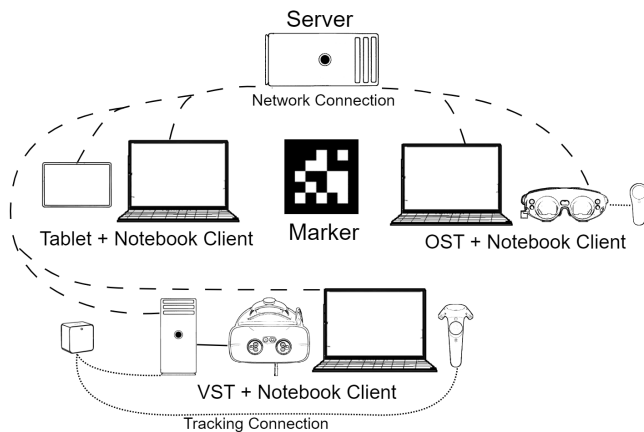 Server
Network Connection
Tablet + Notebook Client
Marker
OST + Notebook Client
VST + Notebook Client
Tracking Connection